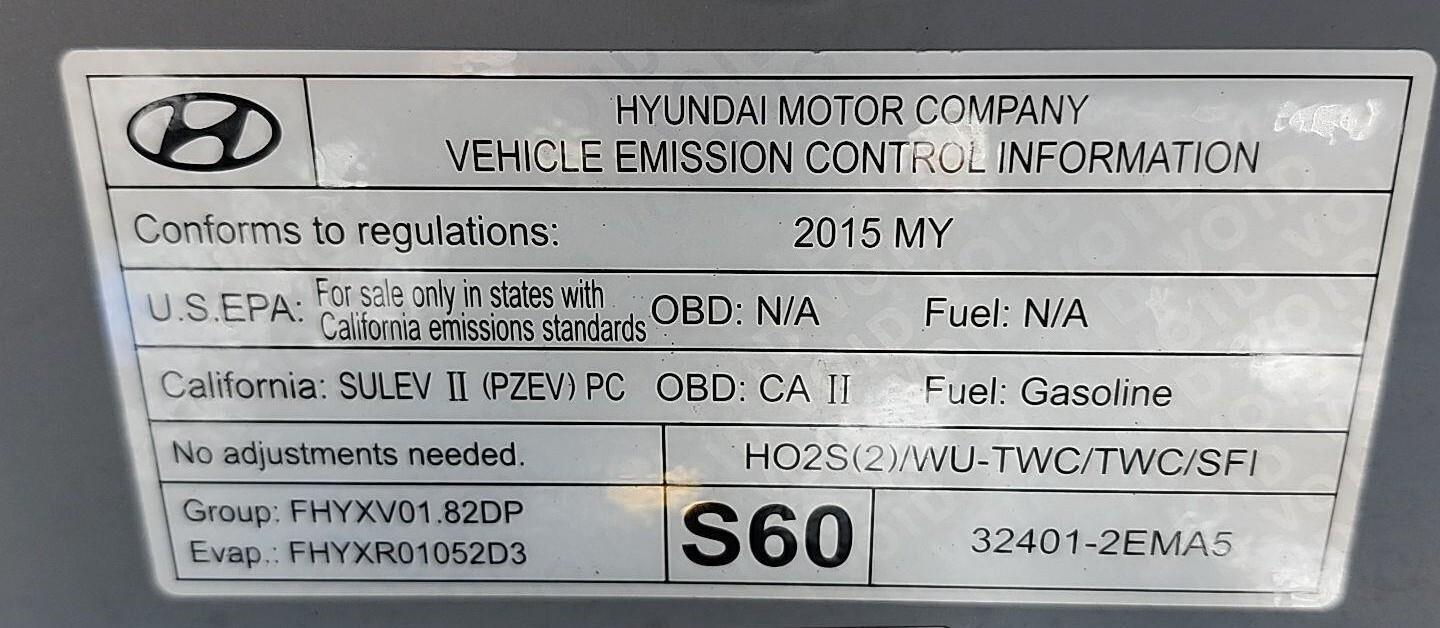 HYUNDAI MOTOR COMPANY
VEHICLE EMISSION CONTROL INFORMATION
Conforms to regulations: 2015 MY
U.S.EPA: For sale only in states with California emissions standards OBD: N/A Fuel: N/A
California: SULEV II (PZEV) PC OBD: CA II Fuel: Gasoline
No adjustments needed. HO2S(2)/WU-TWC/TWC/SFI
Group: FHYXV01.82DP
Evap.: FHYXR01052D3
S60
32401-2EMA5